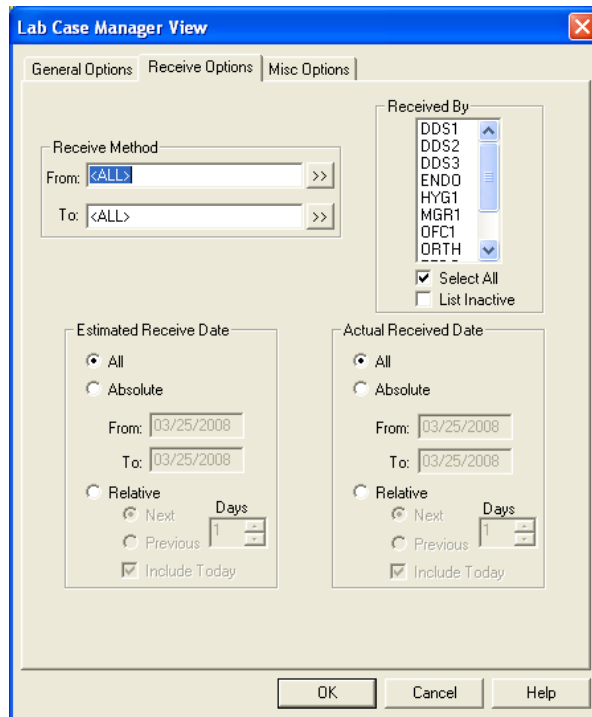 Lab Case Manager View
General Options
Receive Options
Misc Options
Receive Method
From: <ALL> >>
To: <ALL> >>
Received By
DDS1
DDS2
DDS3
ENDO
HYG1
MGR1
OFC1
ORTH
Select All
List Inactive
Estimated Receive Date
All
Absolute
From: 03/25/2008
To: 03/25/2008
Relative
Next
Days
1
Previous
Include Today
Actual Received Date
All
Absolute
From: 03/25/2008
To: 03/25/2008
Relative
Next
Days
1
Previous
Include Today
OK
Cancel
Help